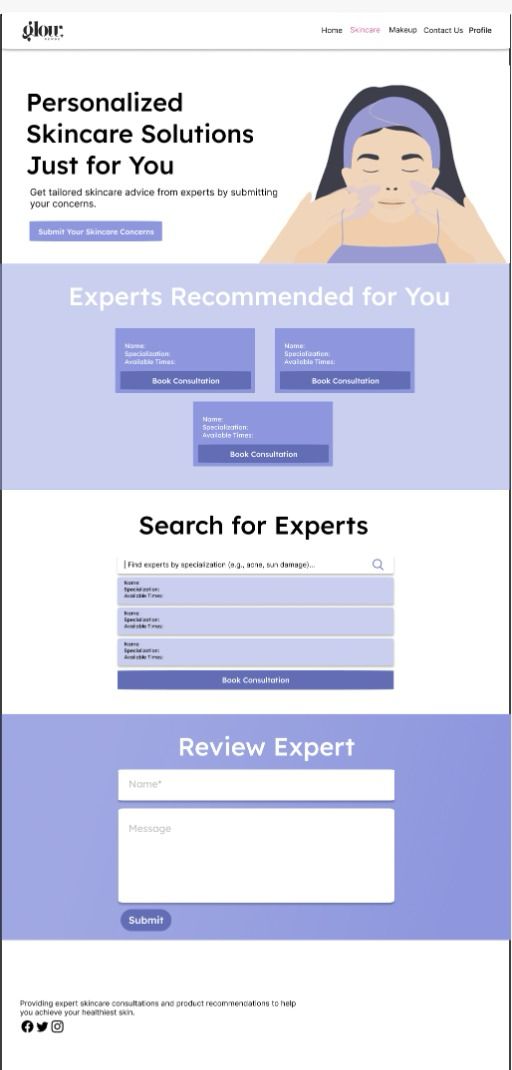 glow.
Home Skincare Makeup Contact Us Profile
Personalized
Skincare Solutions
Just for You
Get tailored skincare advice from experts by submitting
your concerns.
Submit Your Skincare Concerns
Experts Recommended for You
Name:
Specialization:
Available Times:
Book Consultation
Name:
Specialization:
Available Times:
Book Consultation
Name:
Specialization:
Available Times:
Book Consultation
Search for Experts
Find experts by specialization (e.g., acne, sun damage)...
Name
Specialization:
Available Times:
Name
Specialization:
Available Times:
Name
Specialization:
Available Times:
Book Consultation
Review Expert
Name*
Message
Submit
Providing expert skincare consultations and product recommendations to help
you achieve your healthiest skin.